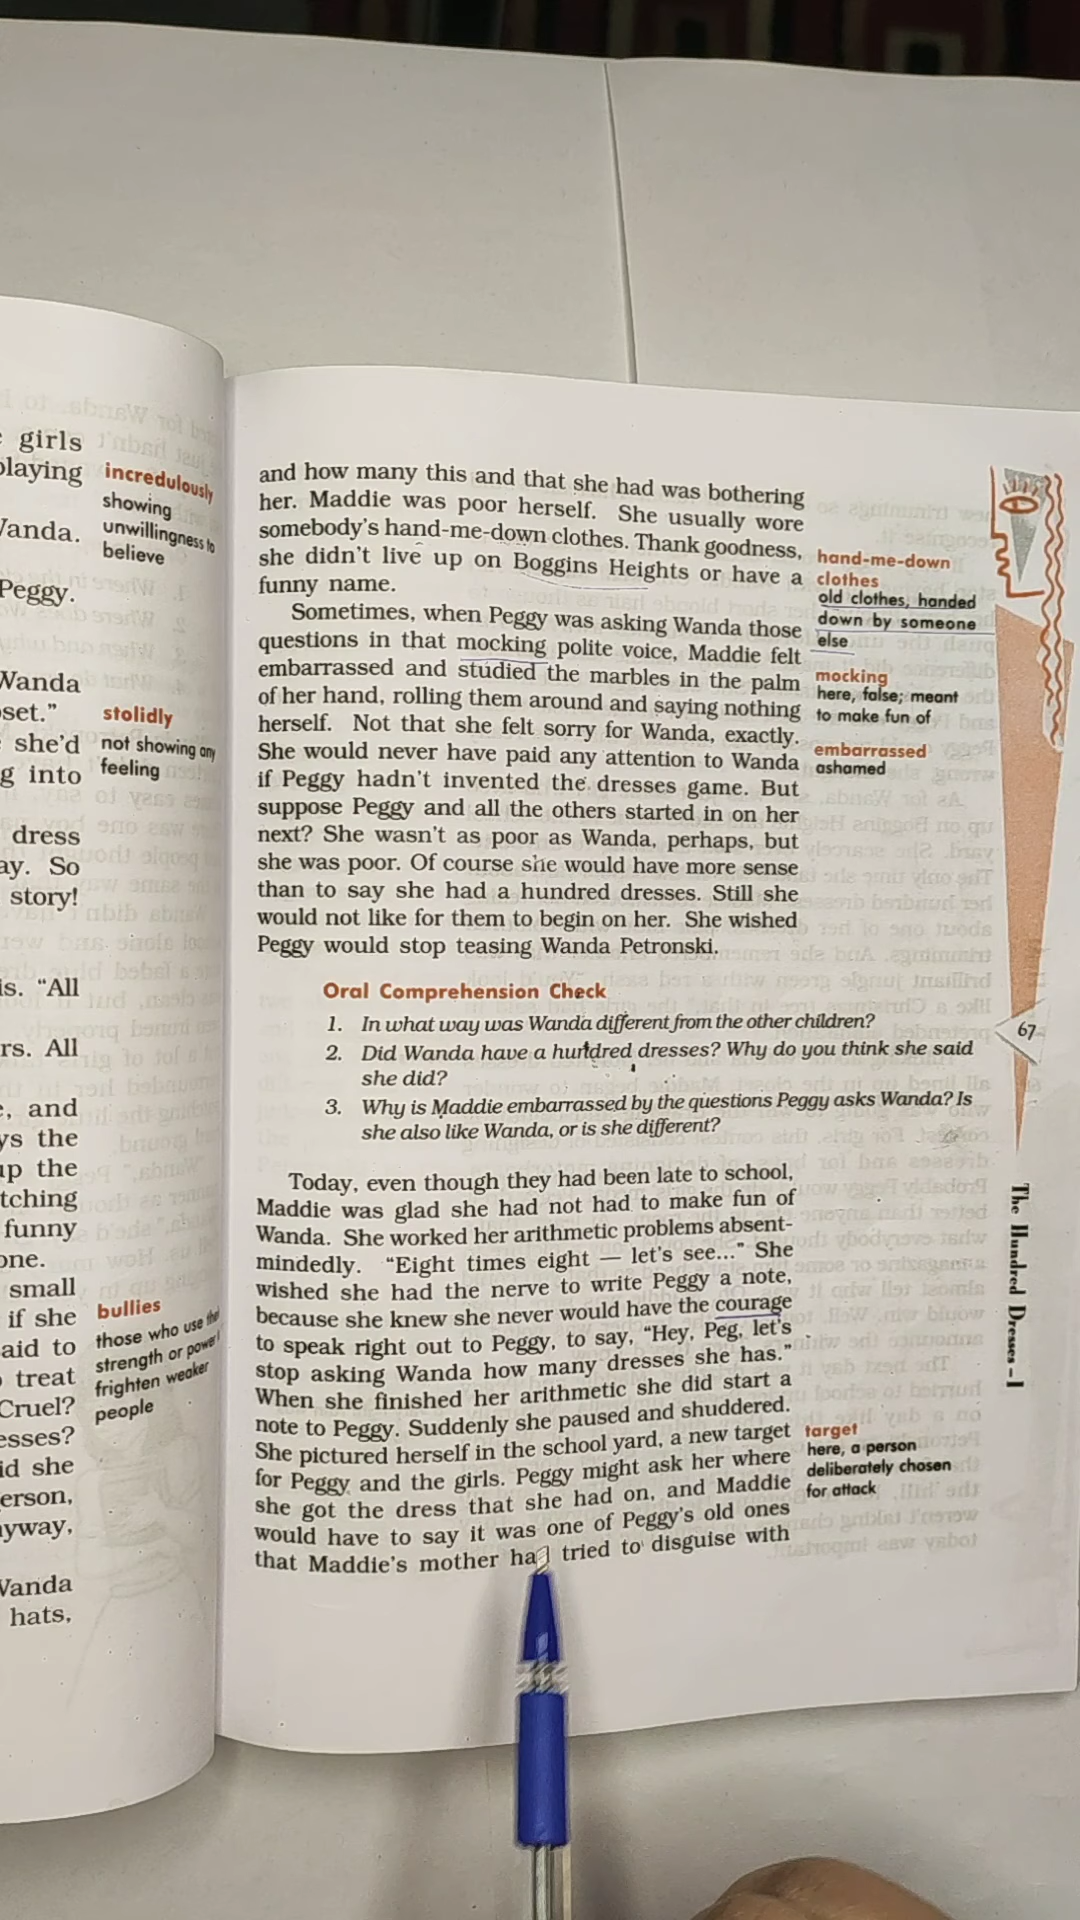 girls
playing
Wanda.
Peggy.
Wanda
she'd
into
dress
So
story!
"All
All
and
the
up the
funny
small
if she
treat
Cruel?
she
Wanda
hats,
incredulously
showing
unwillingness to
believe
stolidly
not showing any
feeling
bullies
those who use their
strength or power
frighten weaker
people
and how many this and that she had was bothering
her. Maddie was poor herself. She usually wore
somebody's hand-me-down clothes. Thank goodness,
she didn't live up on Boggins Heights or have a
funny name.
Sometimes, when Peggy was asking Wanda those
questions in that mocking polite voice, Maddie felt
embarrassed and studied the marbles in the palm
of her hand, rolling them around and saying nothing
herself. Not that she felt sorry for Wanda, exactly.
She would never have paid any attention to Wanda
if Peggy hadn't invented the dresses game. But
suppose Peggy and all the others started in on her
next? She wasn't as poor as Wanda, perhaps, but
she was poor. Of course she would have more sense
than to say she had a hundred dresses. Still she
would not like for them to begin on her. She wished
Peggy would stop teasing Wanda Petronski.
hand-me-down
clothes
old clothes, handed
down by someone
else
mocking
here, false; meant
to make fun of
embarrassed
ashamed
Oral Comprehension Check
1. In what way was Wanda different from the other children?
2. Did Wanda have a hundred dresses? Why do you think she said
she did?
3. Why is Maddie embarrassed by the questions Peggy asks Wanda? Is
she also like Wanda, or is she different?
67
Today, even though they had been late to school,
Maddie was glad she had not had to make fun of
Wanda. She worked her arithmetic problems absent-
mindedly. "Eight times eight — let's see..." She
wished she had the nerve to write Peggy a note,
because she knew she never would have the courage
to speak right out to Peggy, to say, "Hey, Peg, let's
stop asking Wanda how many dresses she has."
When she finished her arithmetic she did start a
note to Peggy. Suddenly she paused and shuddered.
She pictured herself in the school yard, a new target
for Peggy and the girls. Peggy might ask her where
she got the dress that she had on, and Maddie
would have to say it was one of Peggy's old ones
that Maddie's mother had tried to disguise with
target
here, a person
deliberately chosen
for attack
The Hundred Dresses – I